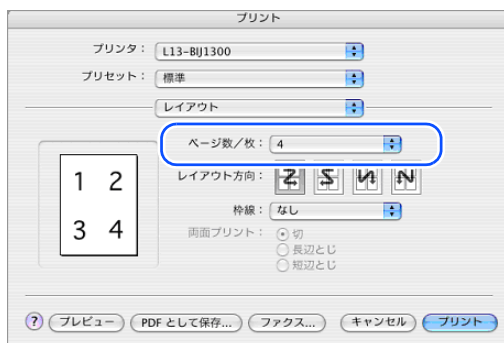 プリント
プリンタ： L13-BIJ1300
プリセット： 標準
レイアウト
ページ数/枚： 4
レイアウト方向：
枠線： なし
両面プリント： 切
長辺とじ
短辺とじ
1 2
3 4
? プレビュー PDF として保存... ファクス... キャンセル プリント